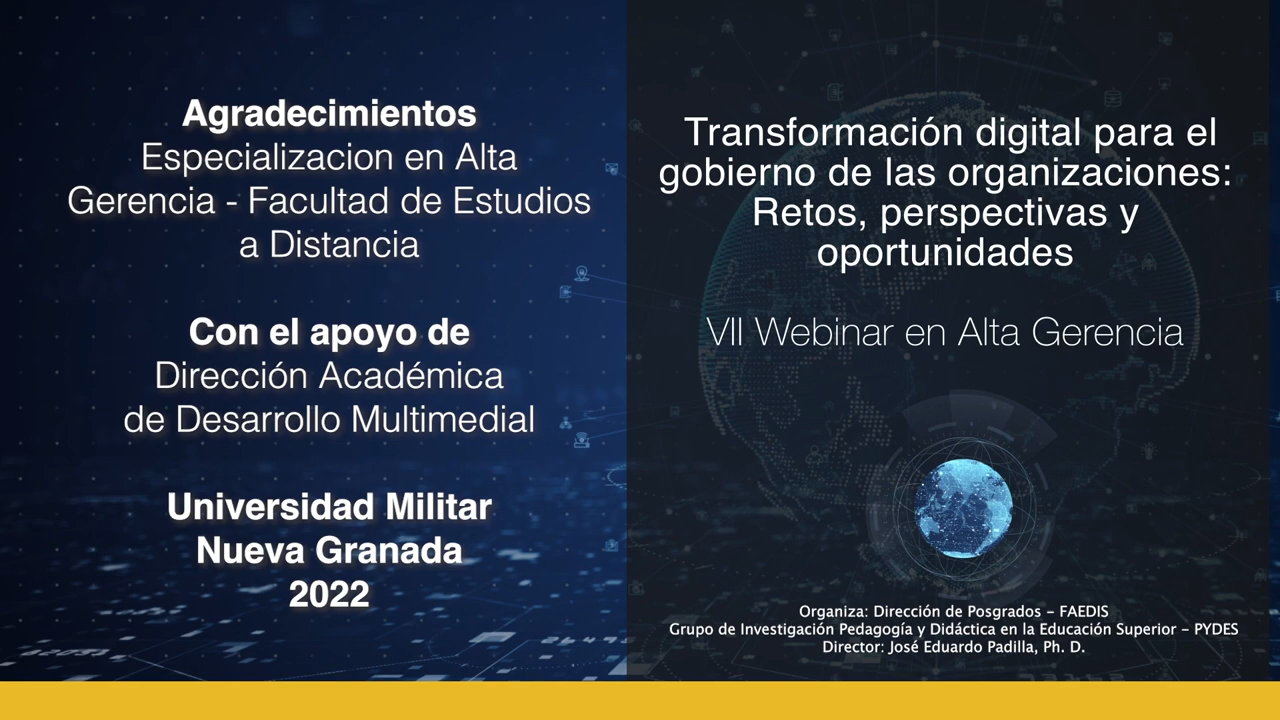 Agradecimientos
Especializacion en Alta
Gerencia - Facultad de Estudios
a Distancia
Con el apoyo de
Dirección Académica
de Desarrollo Multimedial
Universidad Militar
Nueva Granada
2022
Transformación digital para el
gobierno de las organizaciones:
Retos, perspectivas y
oportunidades
VII Webinar en Alta Gerencia
Organiza: Dirección de Posgrados – FAEDIS
Grupo de Investigación Pedagogía y Didáctica en la Educación Superior – PYDES
Director: José Eduardo Padilla, Ph. D.